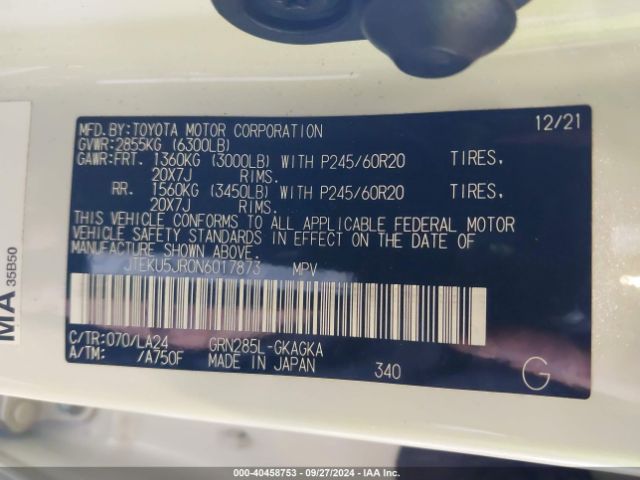 MFD.BY:TOYOTA MOTOR CORPORATION 12/21
GVWR:2855KG (6300LB)
GAWR:FRT. 1360KG (3000LB) WITH P245/60R20 TIRES,
20X7J RIMS.
RR. 1560KG (3450LB) WITH P245/60R20 TIRES,
20X7J RIMS.
THIS VEHICLE CONFORMS TO ALL APPLICABLE FEDERAL MOTOR
VEHICLE SAFETY STANDARDS IN EFFECT ON THE DATE OF
MANUFACTURE SHOWN ABOVE.
JTEKU5JR0N6017873 MPV
C/TR:070/LA24 GRN285L-GKAGKA
A/TM: /A750F MADE IN JAPAN 340 G
MA
35B50
000-40458753 - 09/27/2024 - IAA Inc.